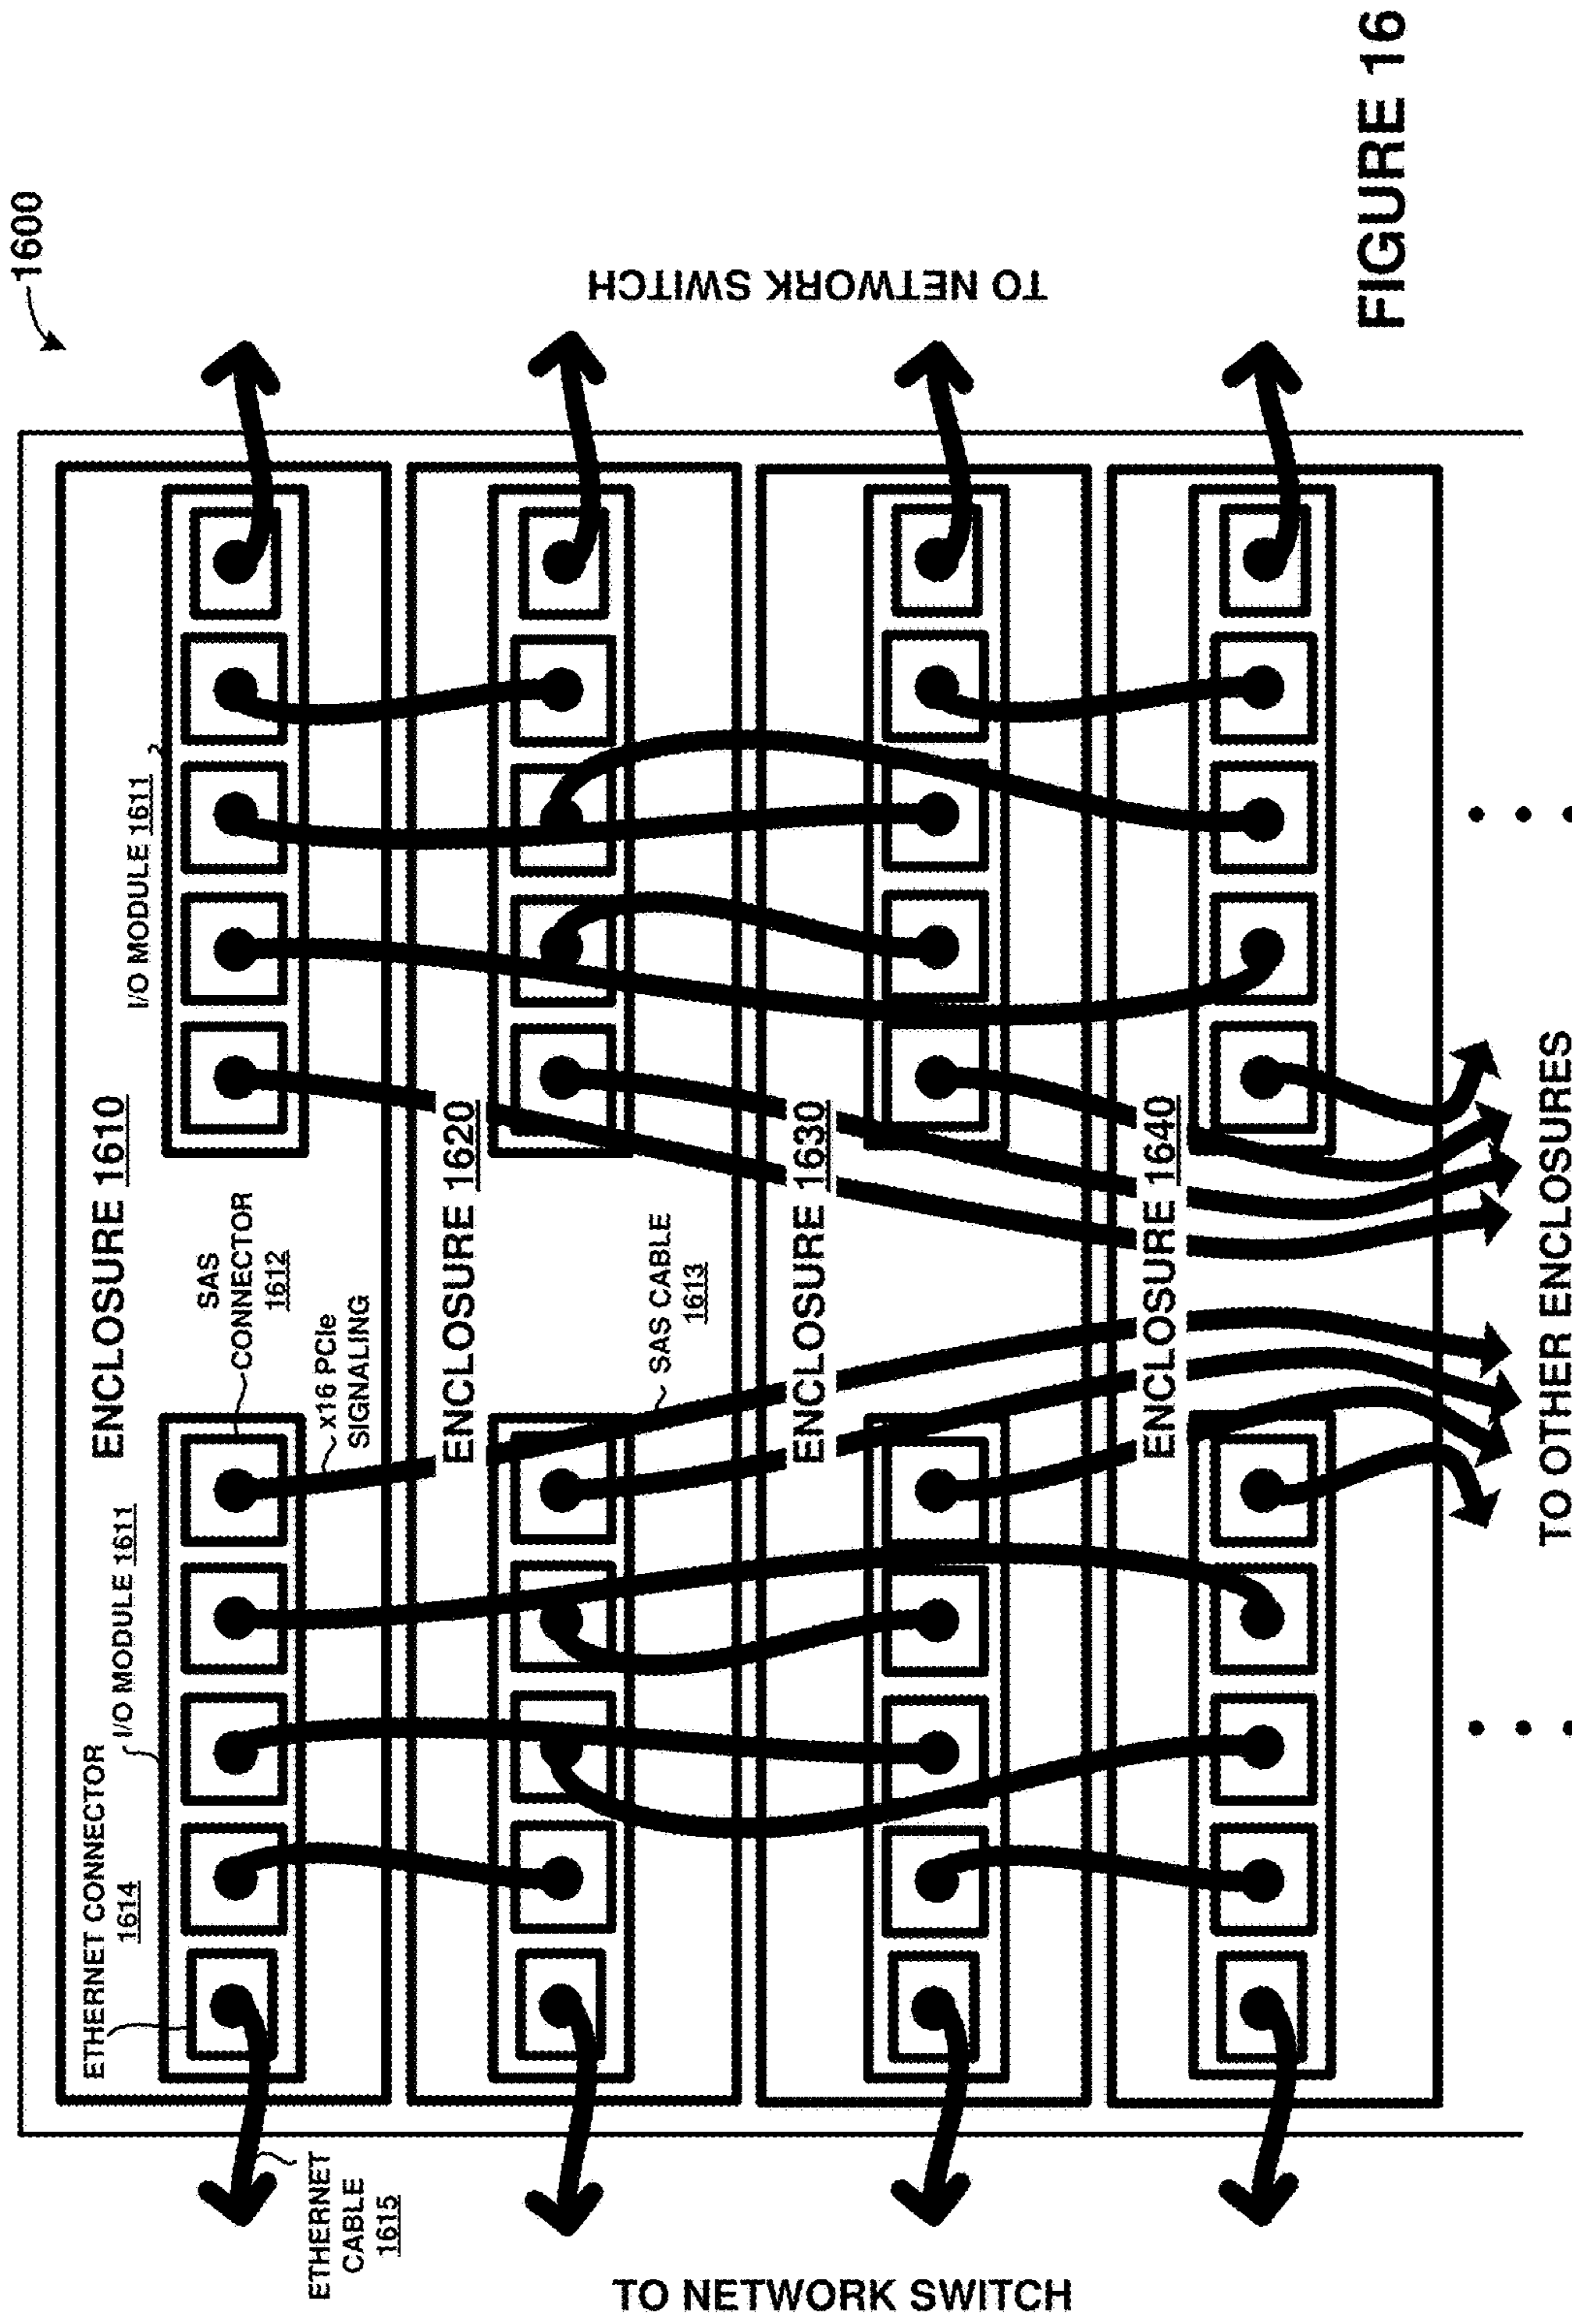 1600
ENCLOSURE 1610
ETHERNET CONNECTOR
1614
I/O MODULE 1611
SAS
CONNECTOR
1612
I/O MODULE 1611
x16 PCIe
SIGNALING
ETHERNET
CABLE
1615
ENCLOSURE 1620
SAS CABLE
1613
ENCLOSURE 1630
ENCLOSURE 1640
TO NETWORK SWITCH
TO NETWORK SWITCH
TO OTHER ENCLOSURES
FIGURE 16